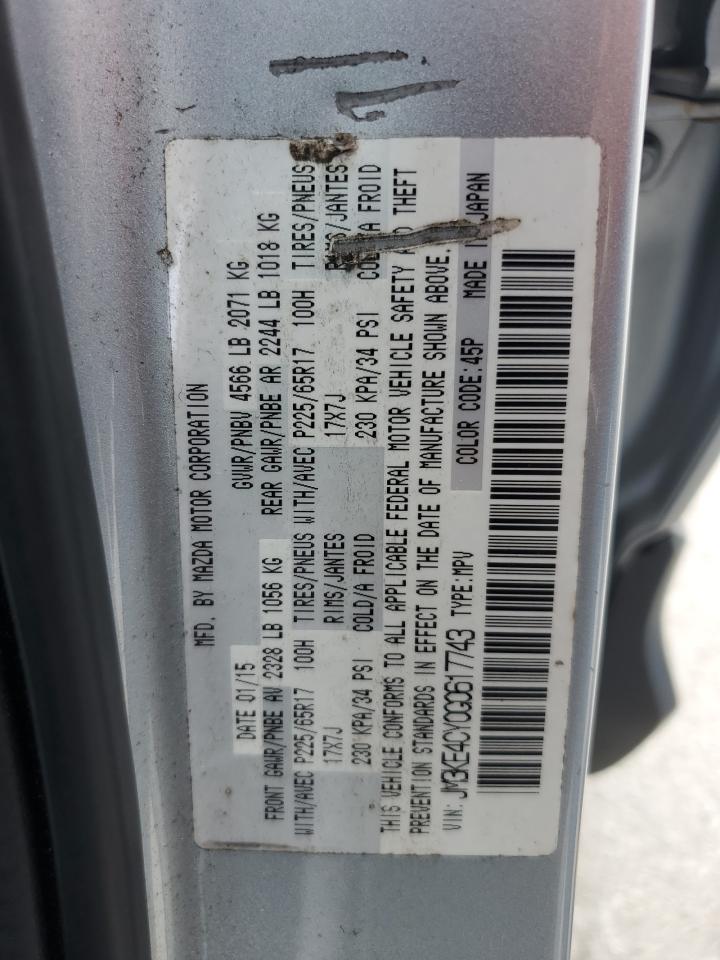 MFD. BY MAZDA MOTOR CORPORATION
DATE 01/15 GVWR/PNBV 4566 LB 2071 KG
FRONT GAWR/PNBE AV 2328 LB 1056 KG REAR GAWR/PNBE AR 2244 LB 1018 KG
WITH/AVEC P225/65R17 100H TIRES/PNEUS WITH/AVEC P225/65R17 100H TIRES/PNEUS
17X7J RIMS/JANTES 17X7J RIMS/JANTES
230 KPA/34 PSI COLD/A FROID 230 KPA/34 PSI COLD/A FROID
THIS VEHICLE CONFORMS TO ALL APPLICABLE FEDERAL MOTOR VEHICLE SAFETY AND THEFT
PREVENTION STANDARDS IN EFFECT ON THE DATE OF MANUFACTURE SHOWN ABOVE.
VIN: JM3KE4CY0G0617743 TYPE:MPV COLOR CODE:45P MADE IN JAPAN